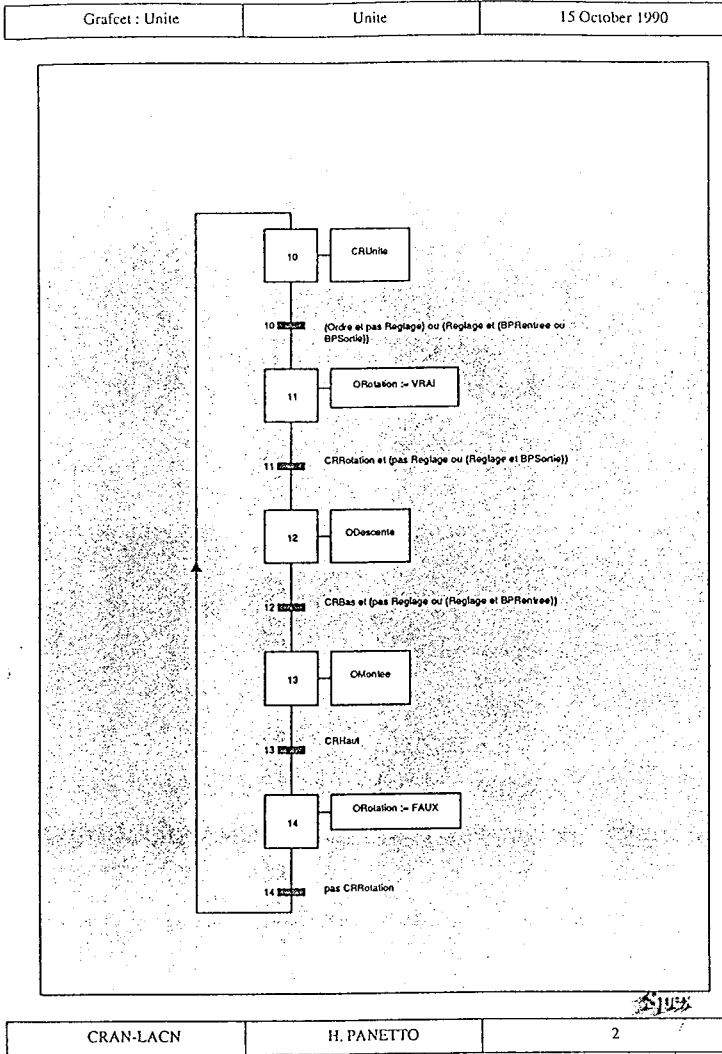 Grafcet : Unite
Unite
15 October 1990
10
CRUnite
10
(Ordre et pas Reglage) ou (Reglage et (BPRentree ou
BPSortie))
11
ORotation := VRAI
11
CRRotation et (pas Reglage ou (Reglage et BPSortie))
12
ODescente
12
CRBas et (pas Reglage ou (Reglage et BPRentree))
13
OMontee
13
CRHaut
14
ORotation := FAUX
14
pas CRRotation
CRAN-LACN
H. PANETTO
2